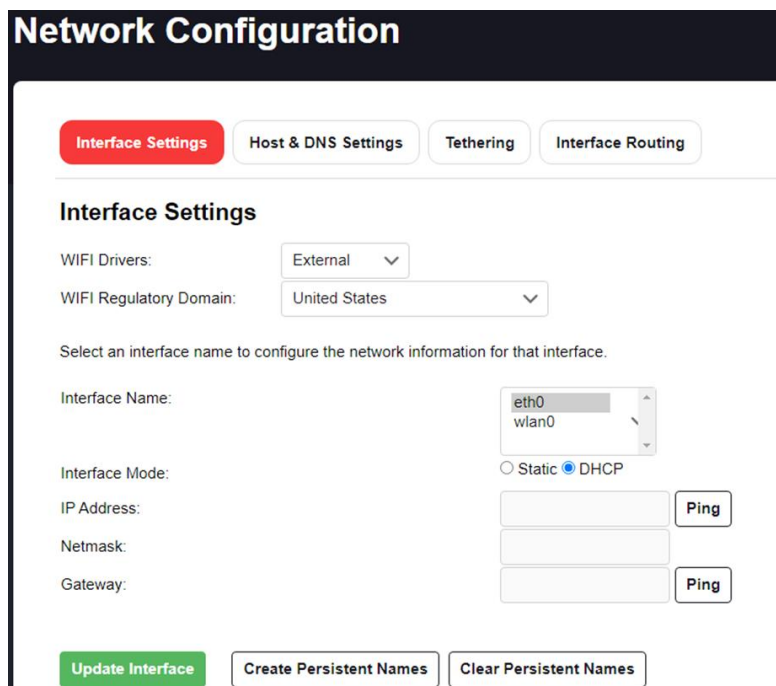 Network Configuration
Interface Settings Host & DNS Settings Tethering Interface Routing
Interface Settings
WIFI Drivers: External
WIFI Regulatory Domain: United States
Select an interface name to configure the network information for that interface.
Interface Name: eth0
wlan0
Interface Mode: Static DHCP
IP Address: Ping
Netmask:
Gateway: Ping
Update Interface Create Persistent Names Clear Persistent Names